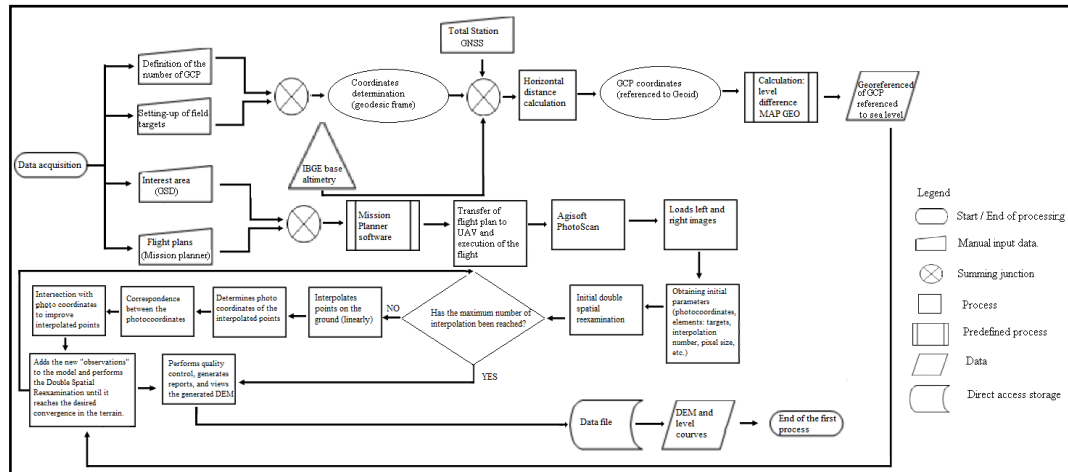 Total Station
GNSS
Definition of the
number of GCP
Coordinates
determination
(geodesic frame)
Horizontal
distance
calculation
GCP coordinates
(referenced to Geoid)
Calculation:
level
difference
MAP GEO
Georeferenced
of GCP
referenced
to sea level
Setting-up of field
targets
Data acquisition
IBGE base
altimetry
Interest area
(GSD)
Flight plans
(Mission planner)
Mission
Planner
software
Transfer of
flight plan to
UAV and
execution of the
flight
Agisoft
PhotoScan
Loads left and
right images
Legend
Start / End of processing
Manual input data.
Summing junction
Process
Predefined process
Data
Direct access storage
Intersection with
photo coordinates
to improve
interpolated points
Correspondence
between the
photocoordinates
Determines photo
coordinates of the
interpolated points
Interpolates
points on the
ground (linearly)
NO
Has the maximum number of
interpolation been reached?
Initial double
spatial
reexamination
Obtaining initial
parameters
(photocoordinates,
elements: targets,
interpolation
number, pixel size,
etc.)
YES
Adds the new "observations"
to the model and performs
the Double Spatial
Reexamination until it
reaches the desired
convergence in the terrain.
Performs quality
control, generates
reports, and views
the generated DEM
Data file
DEM and
level
courves
End of the first
process